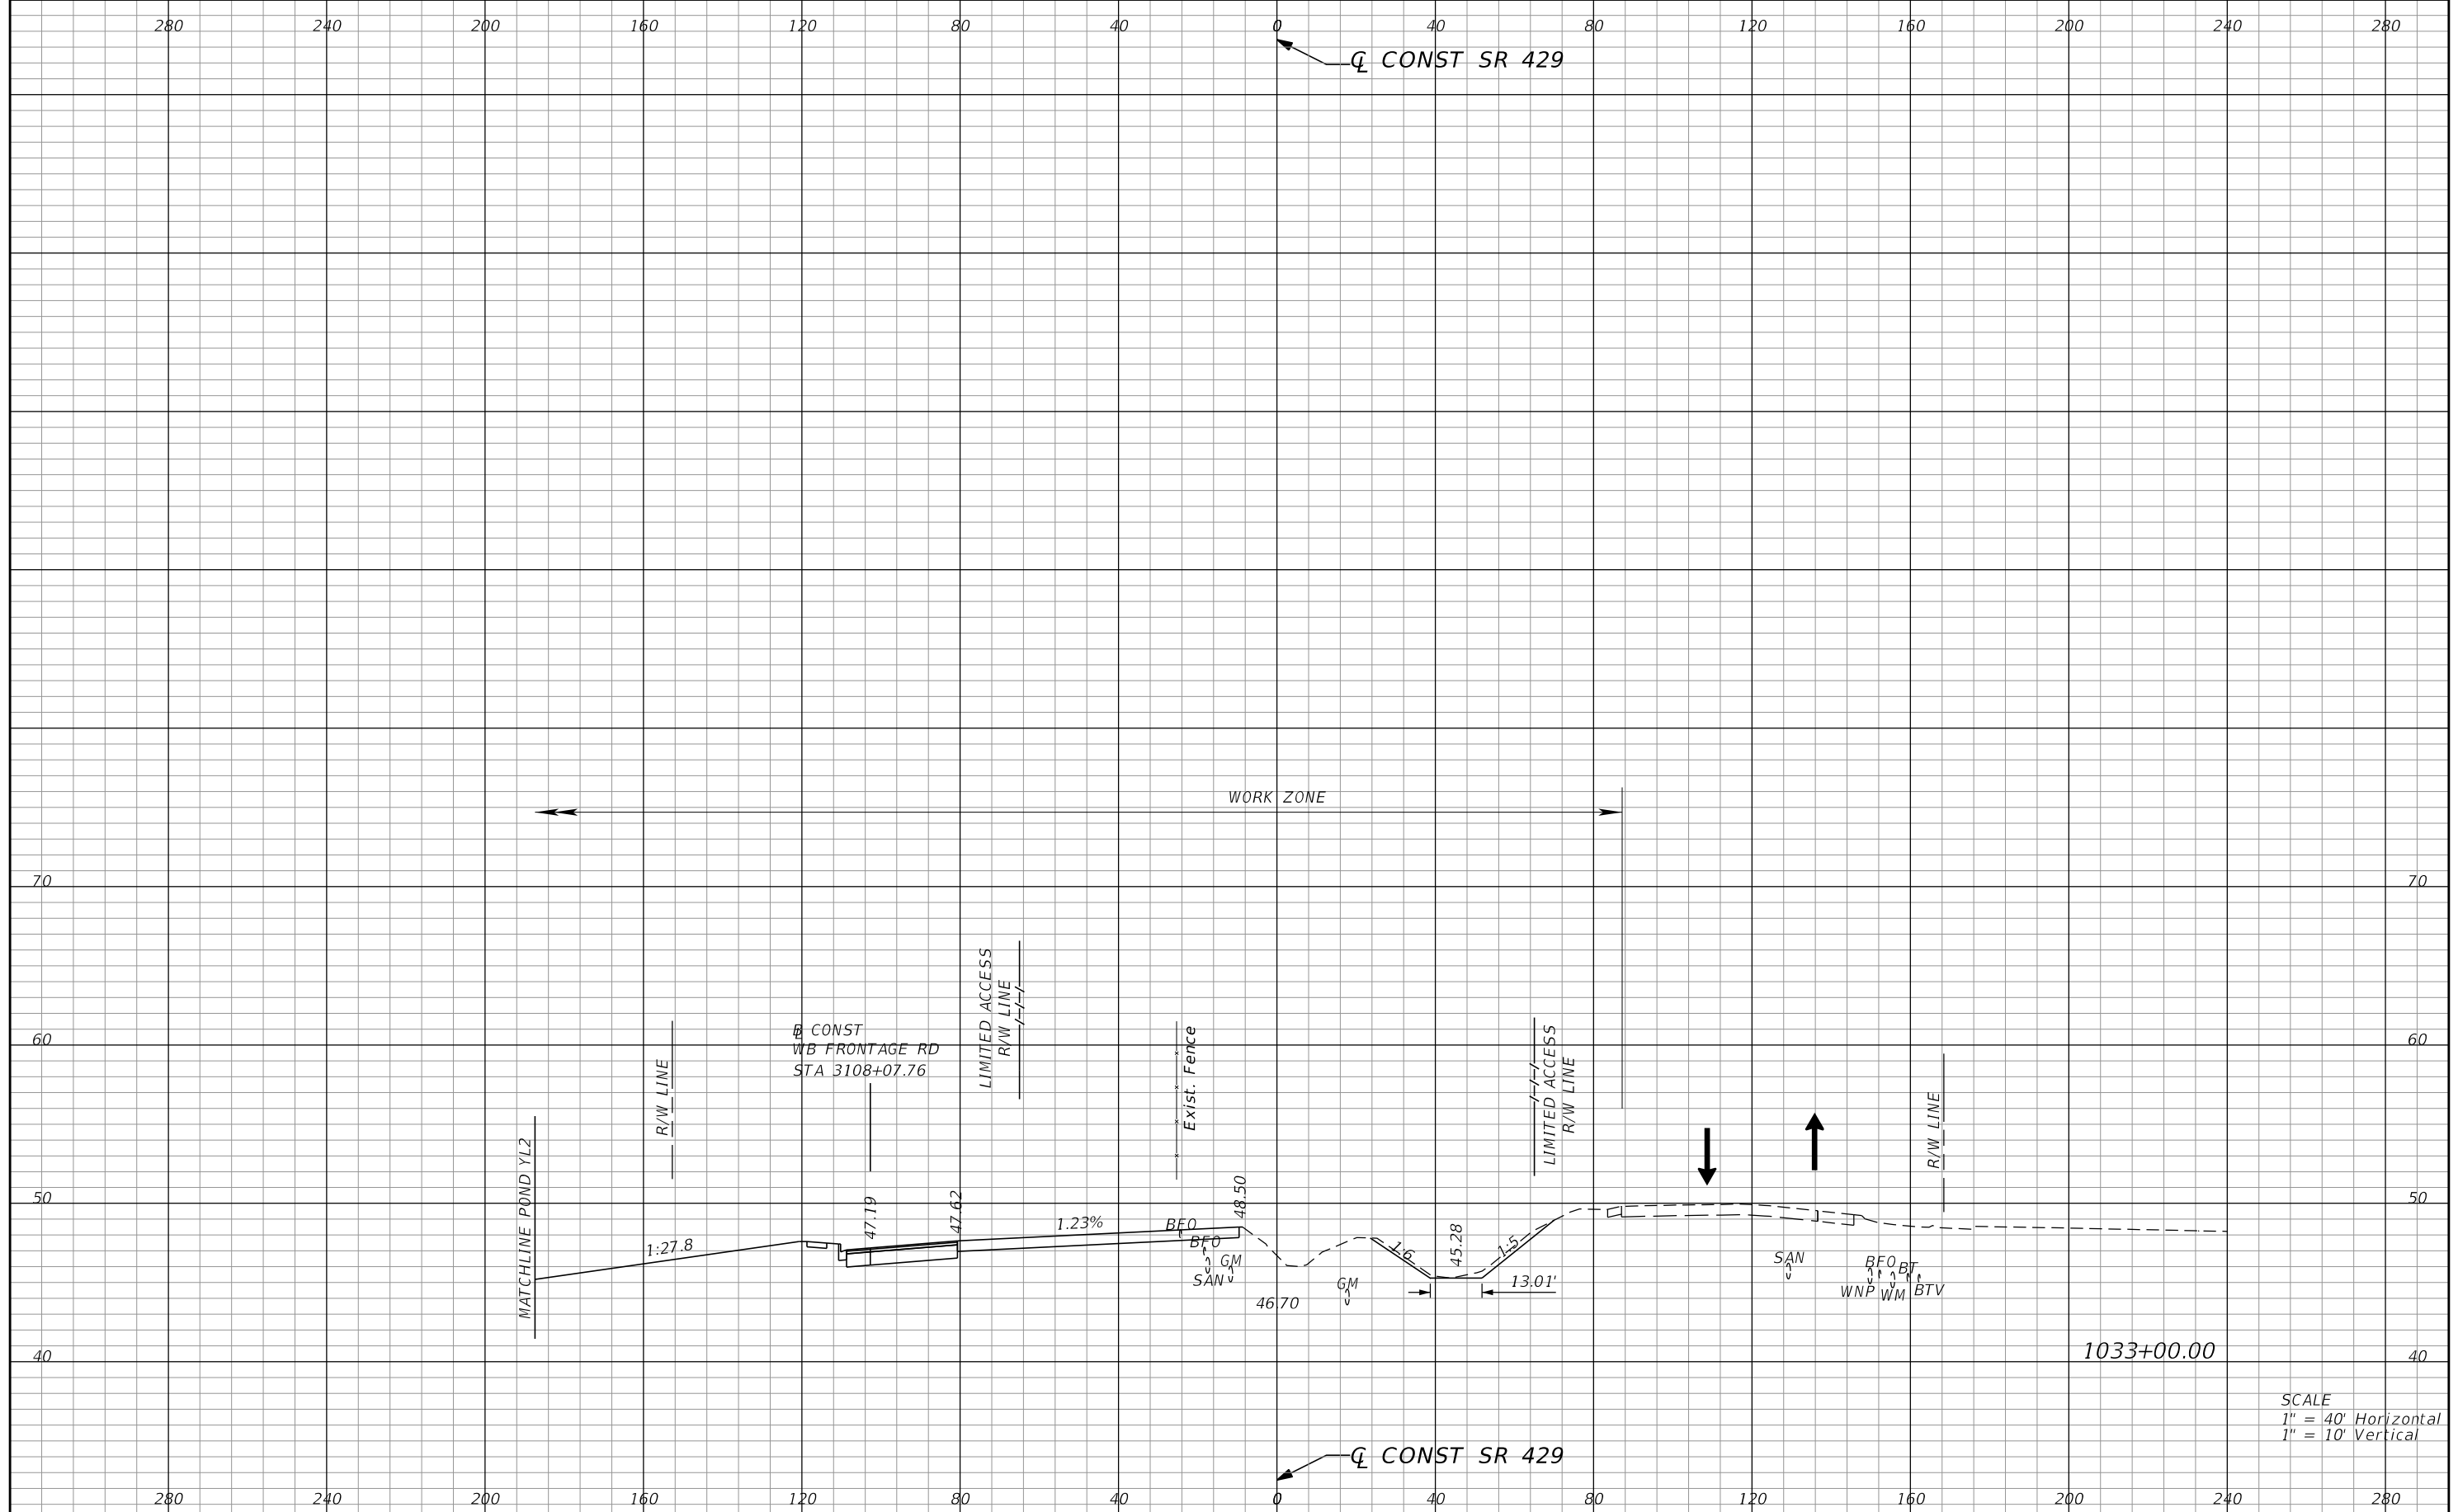 280 240 200 160 120 80 40 0 40 80 120 160 200 240 280
℄ CONST SR 429
WORK ZONE
70 70
60 60
50 50
40 40
MATCHLINE POND YL2
1:27.8
R/W LINE
B CONST
WB FRONTAGE RD
STA 3108+07.76
47.19
47.62
LIMITED ACCESS
R/W LINE
1.23%
Exist. Fence
BFO
BFO
SAN
GM
48.50
46.70
GM
1:6
45.28
1:5
13.01'
LIMITED ACCESS
R/W LINE
SAN
BFO
BT
WNP
WM
BTV
R/W LINE
1033+00.00
SCALE
1" = 40' Horizontal
1" = 10' Vertical
℄ CONST SR 429
280 240 200 160 120 80 40 0 40 80 120 160 200 240 280